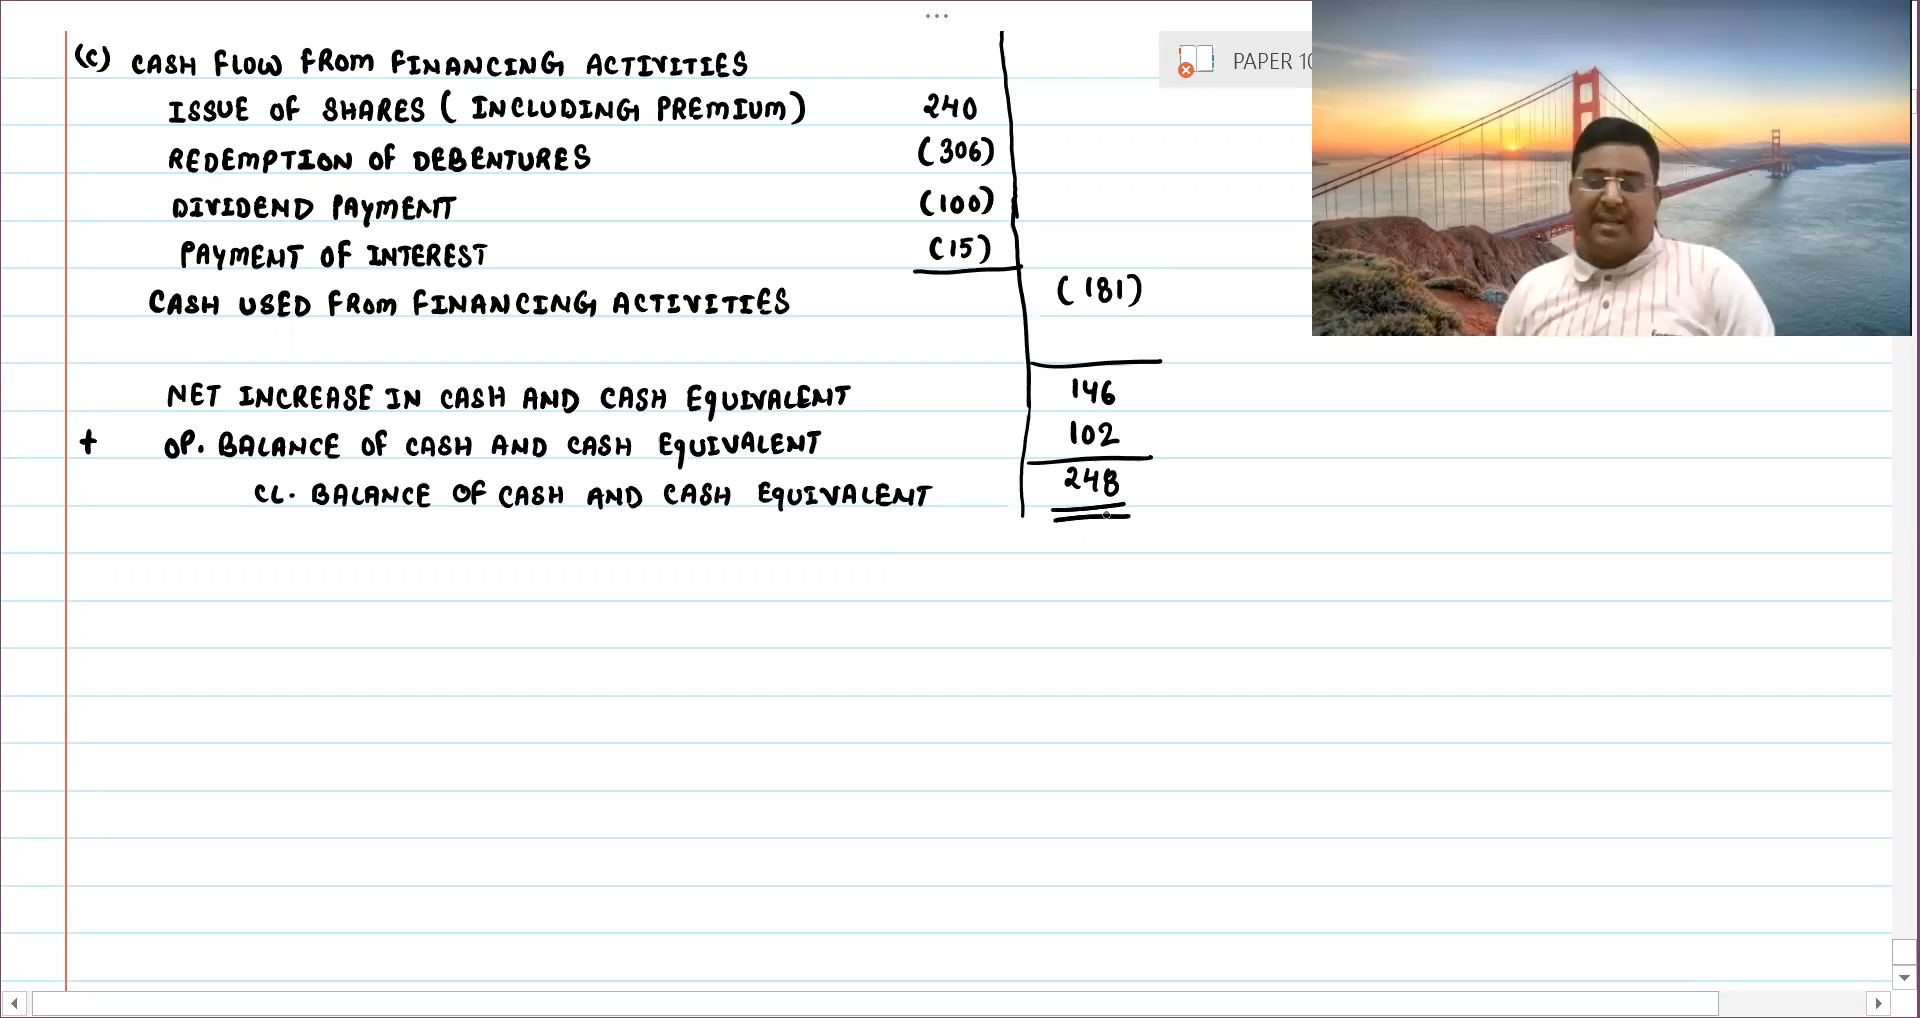 (C) CASH FLOW FROM FINANCING ACTIVITIES
ISSUE OF SHARES ( INCLUDING PREMIUM) 240
REDEMPTION OF DEBENTURES (306)
DIVIDEND PAYMENT (100)
PAYMENT OF INTEREST (15)
CASH USED FROM FINANCING ACTIVITIES (181)
NET INCREASE IN CASH AND CASH EQUIVALENT 146
+ OP. BALANCE OF CASH AND CASH EQUIVALENT 102
CL. BALANCE OF CASH AND CASH EQUIVALENT 248
PAPER 10